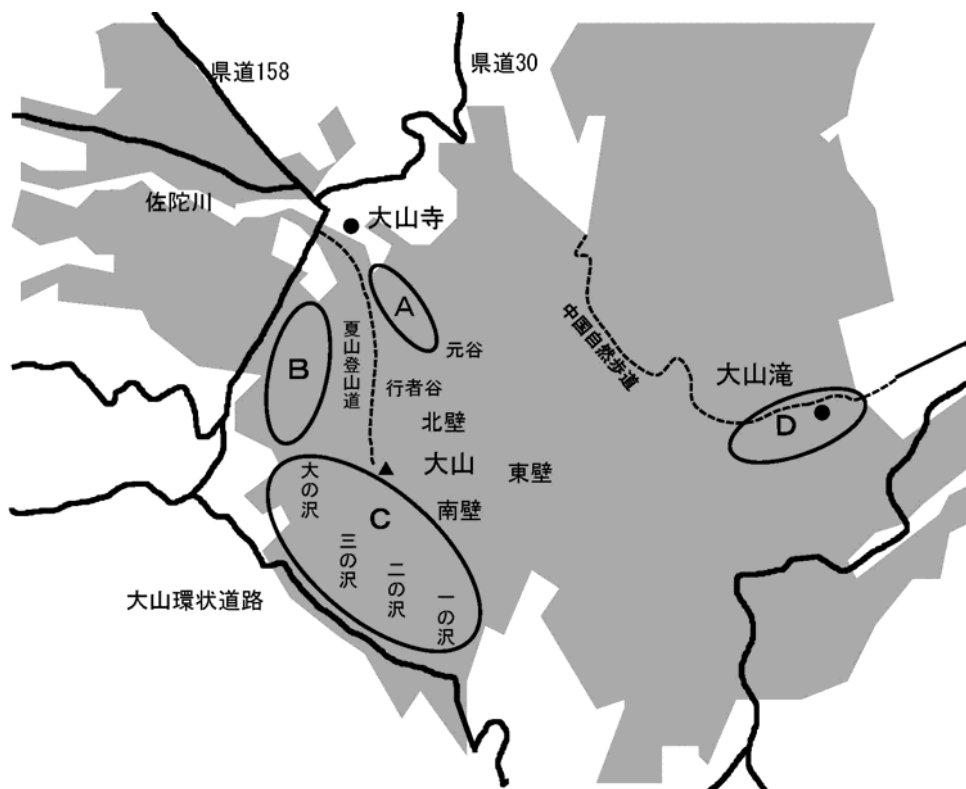 県道158
県道30
佐陀川
大山寺
A
元谷
夏山登山道
B
行者谷
北壁
大山
東壁
南壁
中国自然歩道
大山滝
D
大の沢
C
三の沢
二の沢
一の沢
大山環状道路